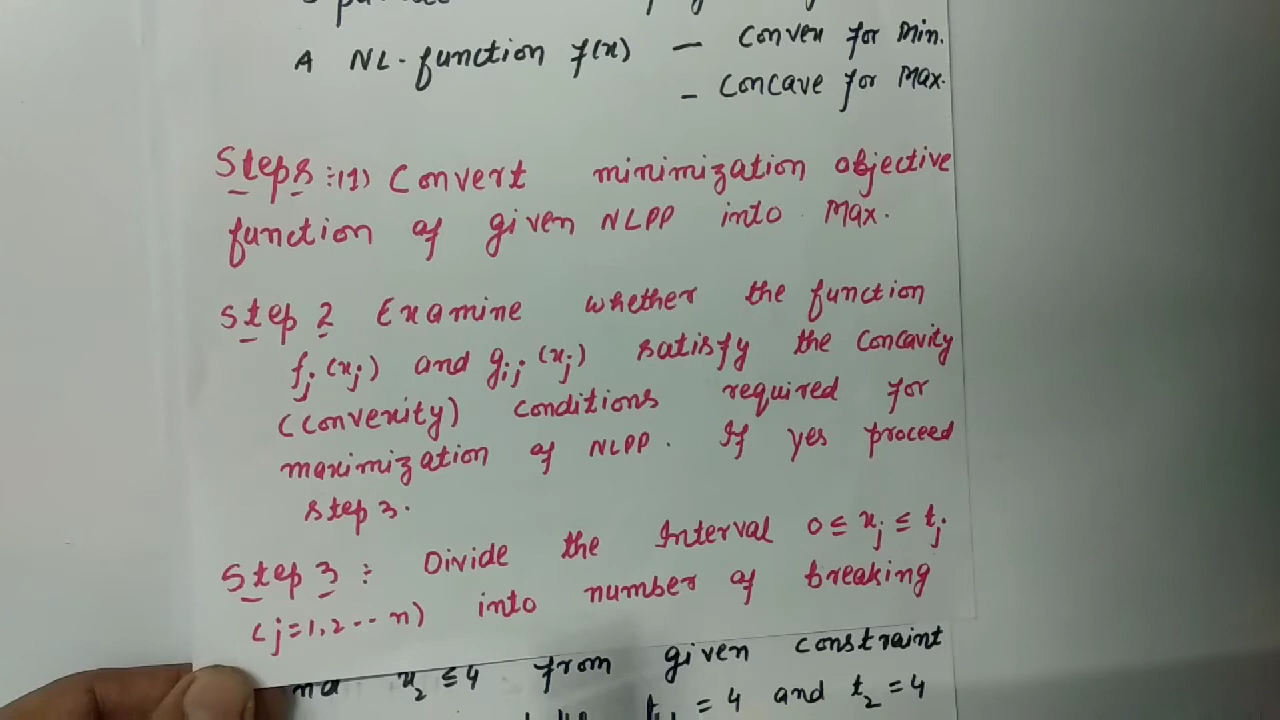 A NL-function f(x) — Convex for Min.
– Concave for Max.
Steps :(1) Convert minimization objective
function of given NLPP into Max.
Step 2 Examine whether the function
fj (xj) and gij (xj) satisfy the Concavity
(Convexity) conditions required for
maximization of NLPP. If yes proceed
step 3.
Step 3 : Divide the Interval 0 ≤ xj ≤ tj
(j=1,2...n) into number of breaking
x2 ≤ 4 from given constraint
= 4 and t2 = 4